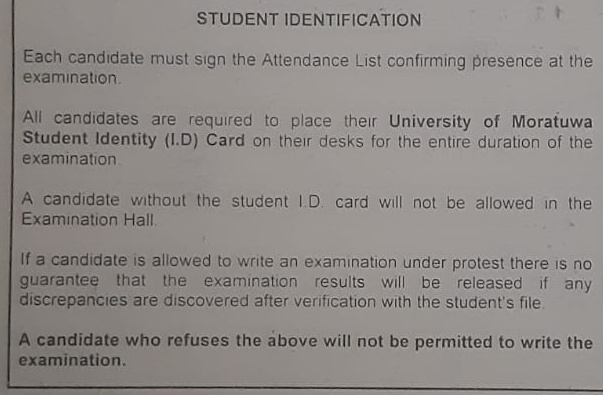 STUDENT IDENTIFICATION
Each candidate must sign the Attendance List confirming presence at the
examination.
All candidates are required to place their University of Moratuwa
Student Identity (I.D) Card on their desks for the entire duration of the
examination.
A candidate without the student I.D. card will not be allowed in the
Examination Hall.
If a candidate is allowed to write an examination under protest there is no
guarantee that the examination results will be released if any
discrepancies are discovered after verification with the student's file.
A candidate who refuses the above will not be permitted to write the
examination.